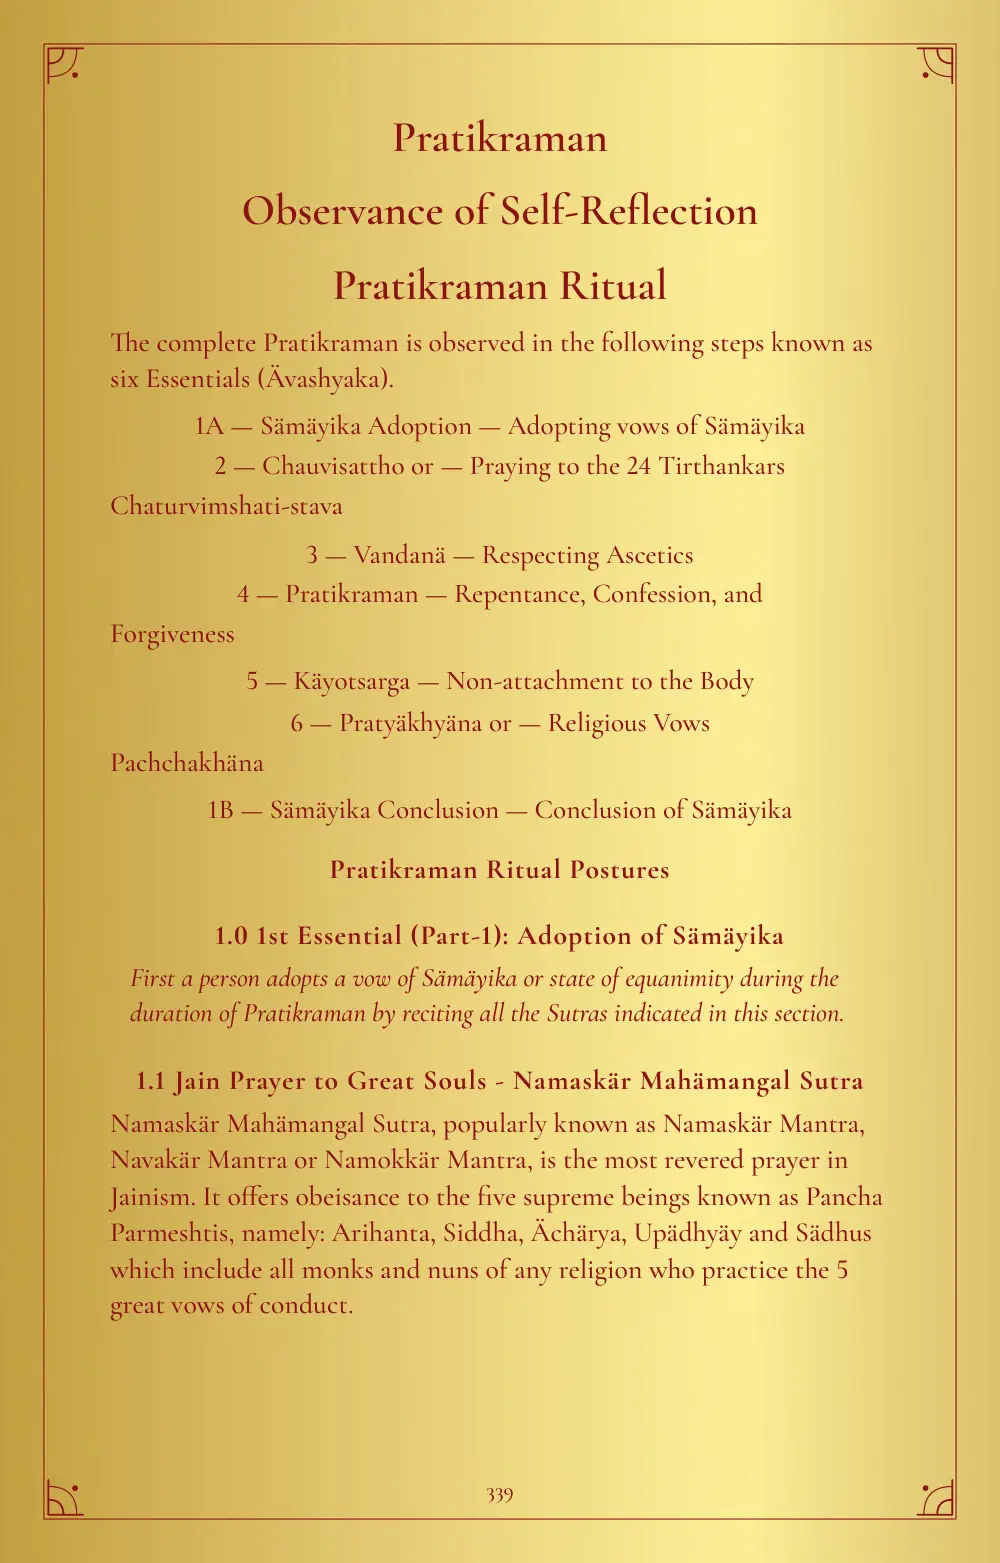 Pratikraman
Observance of Self-Reflection
Pratikraman Ritual
The complete Pratikraman is observed in the following steps known as
six Essentials (Ävashyaka).
1A — Sämäyika Adoption — Adopting vows of Sämäyika
2 — Chauvisattho or — Praying to the 24 Tirthankars
Chaturvimshati-stava
3 — Vandanä — Respecting Ascetics
4 — Pratikraman — Repentance, Confession, and
Forgiveness
5 — Käyotsarga — Non-attachment to the Body
6 — Pratyäkhyäna or — Religious Vows
Pachchakhäna
1B — Sämäyika Conclusion — Conclusion of Sämäyika
Pratikraman Ritual Postures
1.0 1st Essential (Part-1): Adoption of Sämäyika
First a person adopts a vow of Sämäyika or state of equanimity during the
duration of Pratikraman by reciting all the Sutras indicated in this section.
1.1 Jain Prayer to Great Souls - Namaskär Mahämangal Sutra
Namaskär Mahämangal Sutra, popularly known as Namaskär Mantra,
Navakär Mantra or Namokkär Mantra, is the most revered prayer in
Jainism. It offers obeisance to the five supreme beings known as Pancha
Parmeshtis, namely: Arihanta, Siddha, Ächärya, Upädhyäy and Sädhus
which include all monks and nuns of any religion who practice the 5
great vows of conduct.
339